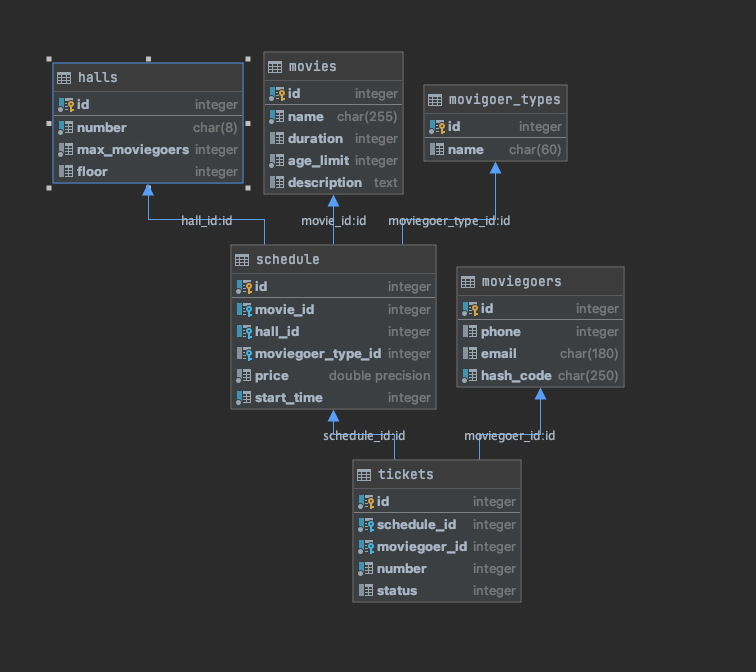 halls
id integer
number char(8)
max_moviegoers integer
floor integer
movies
id integer
name char(255)
duration integer
age_limit integer
description text
movigoer_types
id integer
name char(60)
hall_id:id
movie_id:id
moviegoer_type_id:id
schedule
id integer
movie_id integer
hall_id integer
moviegoer_type_id integer
price double precision
start_time integer
moviegoers
id integer
phone integer
email char(180)
hash_code char(250)
schedule_id:id
moviegoer_id:id
tickets
id integer
schedule_id integer
moviegoer_id integer
number integer
status integer